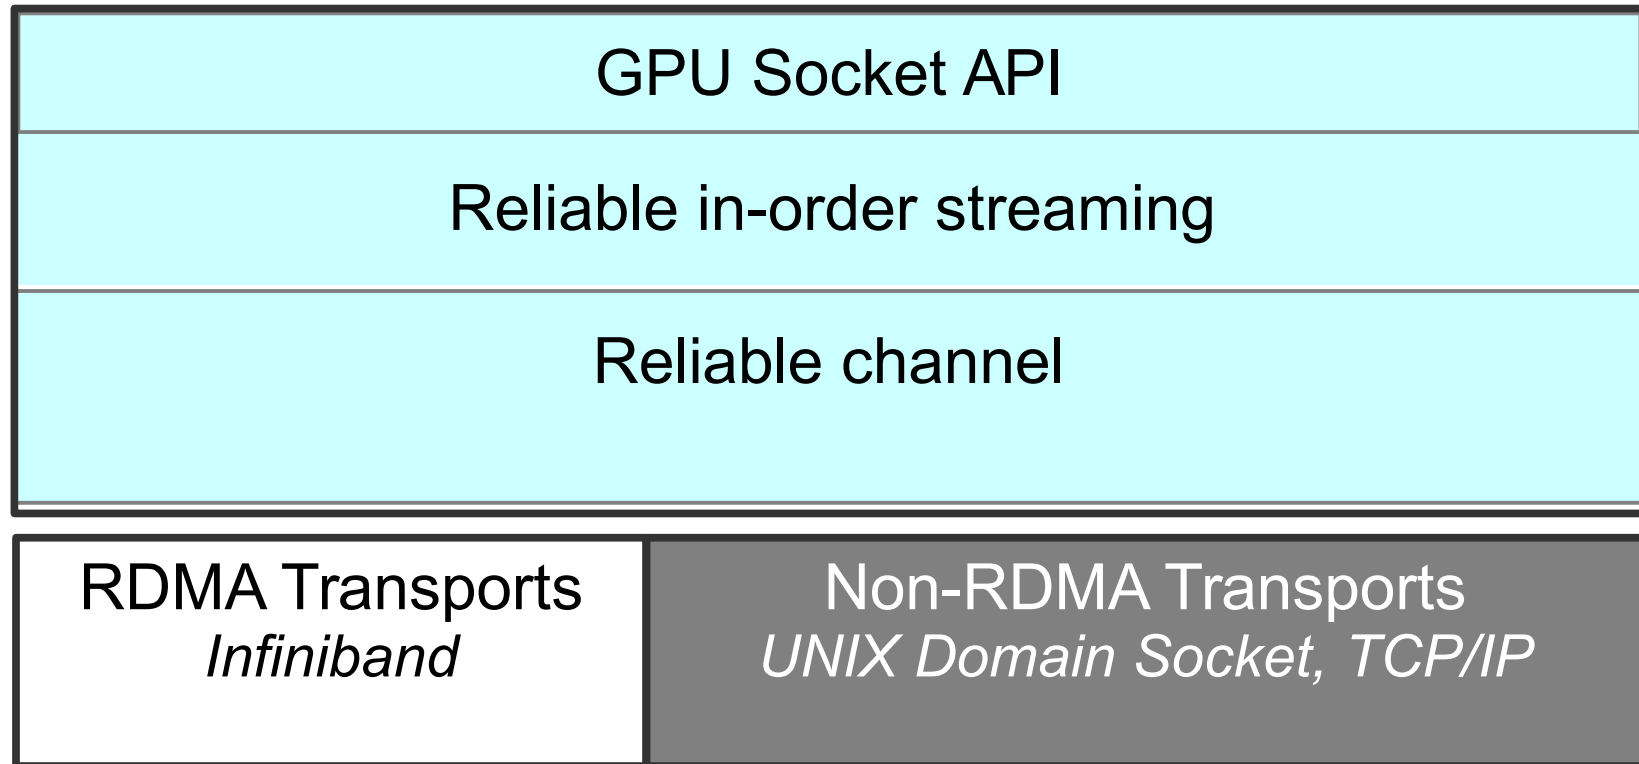 GPU Socket API
Reliable in-order streaming
Reliable channel
RDMA Transports
Infiniband
Non-RDMA Transports
UNIX Domain Socket, TCP/IP